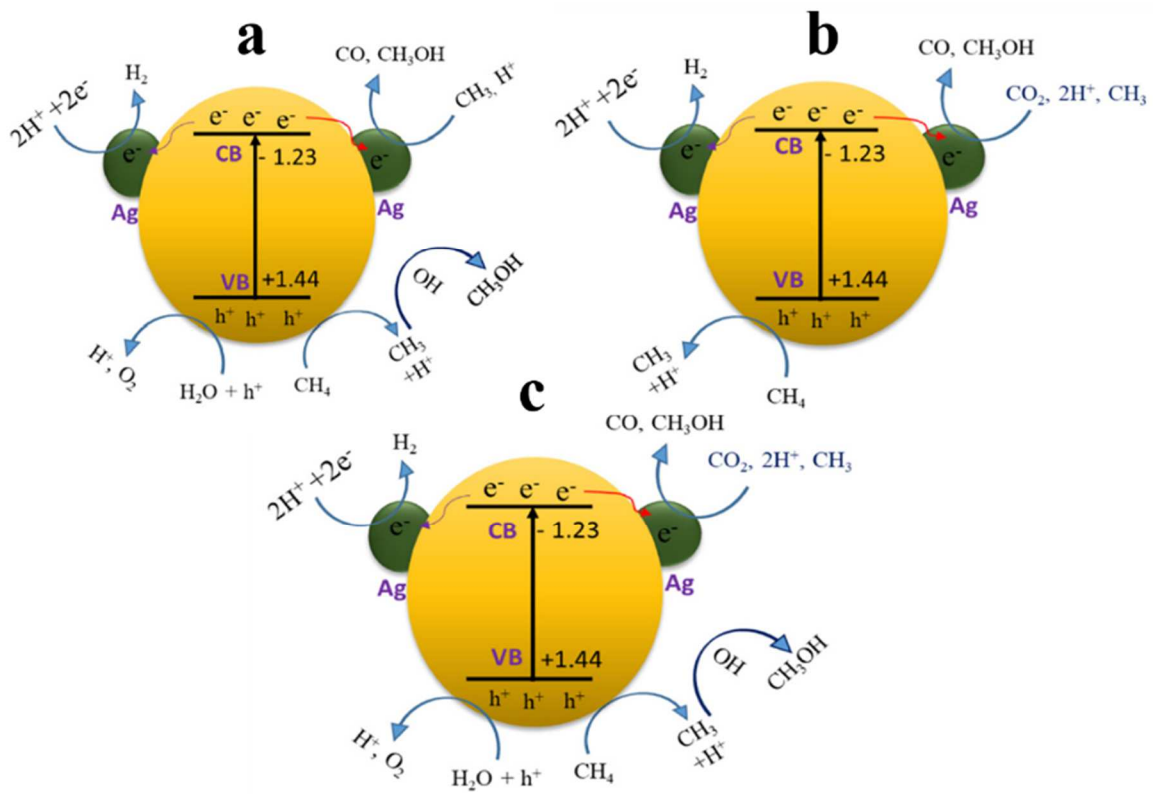 a
CO, CH₃OH
H₂
2H⁺+2e⁻
CH₃, H⁺
e⁻ e⁻ e⁻
e⁻
CB
- 1.23
e⁻
Ag
Ag
VB
+1.44
h⁺ h⁺ h⁺
OH
CH₃OH
H⁺, O₂
H₂O + h⁺
CH₄
CH₃
+H⁺
b
CO, CH₃OH
H₂
2H⁺+2e⁻
CO₂, 2H⁺, CH₃
e⁻ e⁻ e⁻
e⁻
CB
- 1.23
e⁻
Ag
Ag
VB
+1.44
h⁺ h⁺ h⁺
CH₃
+H⁺
CH₄
c
CO, CH₃OH
H₂
2H⁺+2e⁻
CO₂, 2H⁺, CH₃
e⁻ e⁻ e⁻
e⁻
CB
- 1.23
e⁻
Ag
Ag
VB
+1.44
h⁺ h⁺ h⁺
OH
CH₃OH
H⁺, O₂
H₂O + h⁺
CH₄
CH₃
+H⁺